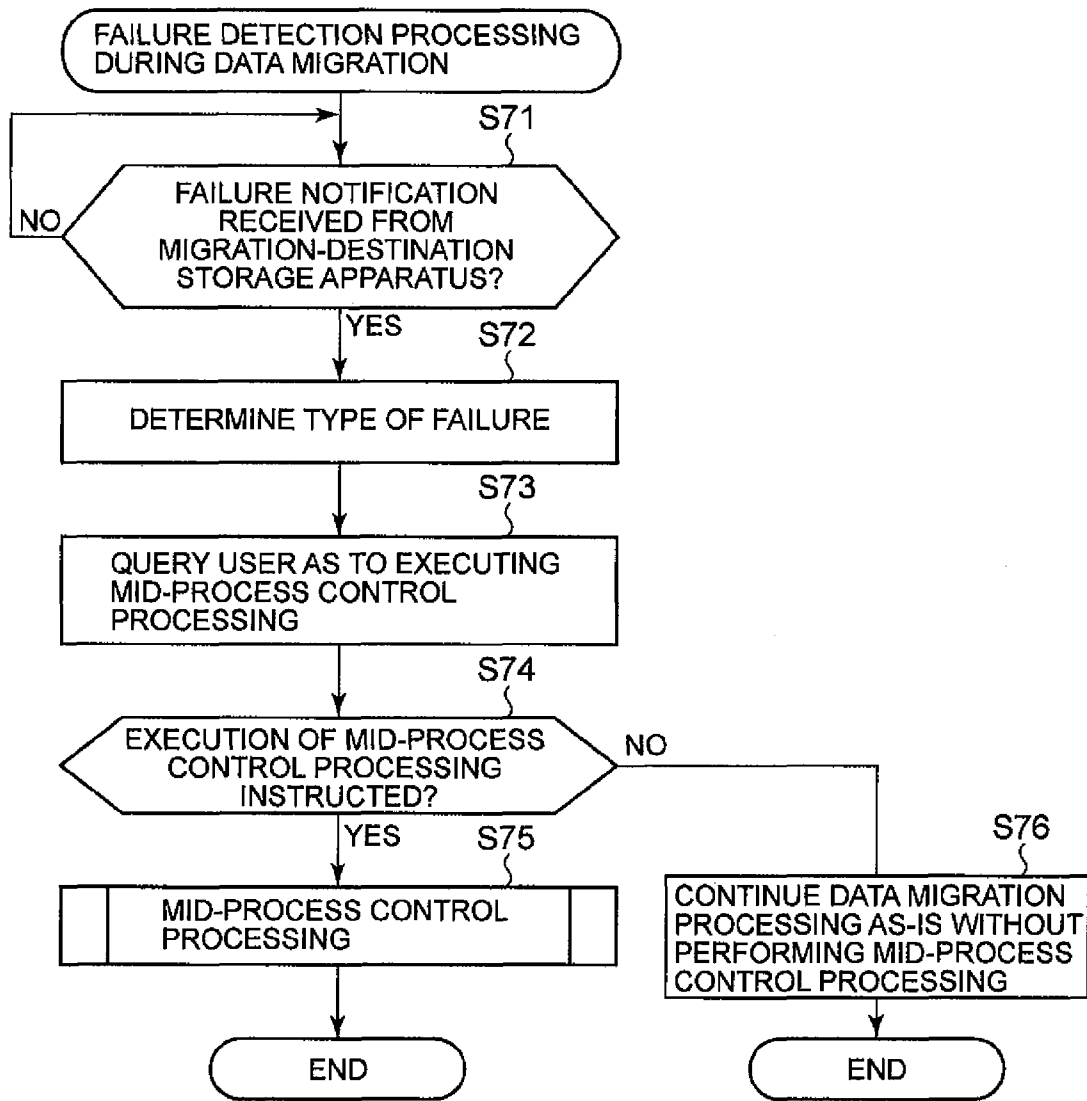 FAILURE DETECTION PROCESSING
DURING DATA MIGRATION
S71
FAILURE NOTIFICATION
RECEIVED FROM
MIGRATION-DESTINATION
STORAGE APPARATUS?
NO
YES
S72
DETERMINE TYPE OF FAILURE
S73
QUERY USER AS TO EXECUTING
MID-PROCESS CONTROL
PROCESSING
S74
EXECUTION OF MID-PROCESS
CONTROL PROCESSING
INSTRUCTED?
NO
YES
S75
MID-PROCESS CONTROL
PROCESSING
S76
CONTINUE DATA MIGRATION
PROCESSING AS-IS WITHOUT
PERFORMING MID-PROCESS
CONTROL PROCESSING
END
END